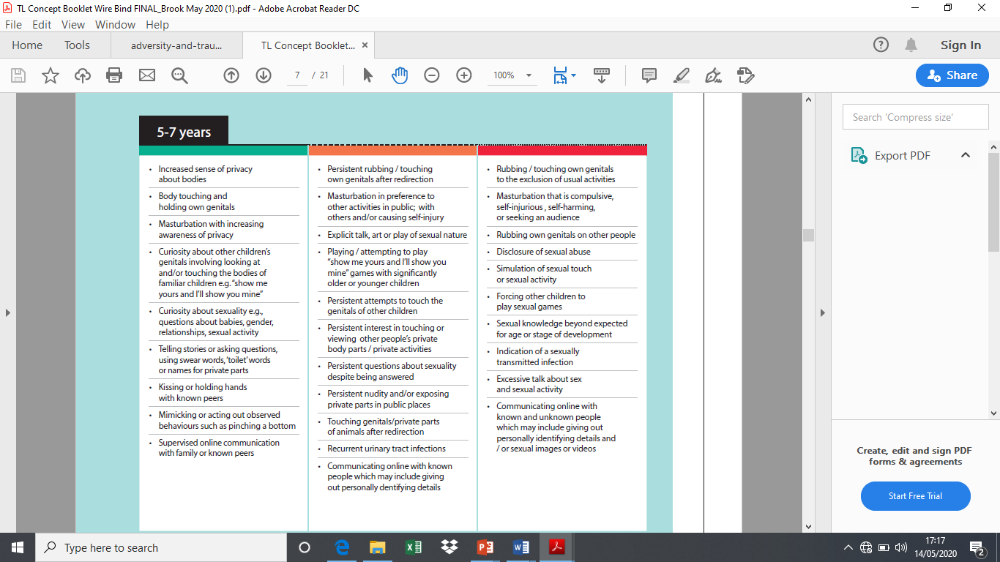 TL Concept Booklet Wire Bind FINAL_Brook May 2020 (1).pdf - Adobe Acrobat Reader DC
File Edit View Window Help
Home Tools adversity-and-trau... TL Concept Booklet... ×
Sign In
7 / 21
100%
Share
5-7 years
• Increased sense of privacy
about bodies
• Body touching and
holding own genitals
• Masturbation with increasing
awareness of privacy
• Curiosity about other children's
genitals involving looking at
and/or touching the bodies of
familiar children e.g. “show me
yours and I'll show you mine”
• Curiosity about sexuality e.g.,
questions about babies, gender,
relationships, sexual activity
• Telling stories or asking questions,
using swear words, ‘toilet’ words
or names for private parts
• Kissing or holding hands
with known peers
• Mimicking or acting out observed
behaviours such as pinching a bottom
• Supervised online communication
with family or known peers
• Persistent rubbing / touching
own genitals after redirection
• Masturbation in preference to
other activities in public; with
others and/or causing self-injury
• Explicit talk, art or play of sexual nature
• Playing / attempting to play
“show me yours and I'll show you
mine” games with significantly
older or younger children
• Persistent attempts to touch the
genitals of other children
• Persistent interest in touching or
viewing other people's private
body parts / private activities
• Persistent questions about sexuality
despite being answered
• Persistent nudity and/or exposing
private parts in public places
• Touching genitals/private parts
of animals after redirection
• Recurrent urinary tract infections
• Communicating online with known
people which may include giving
out personally dentifying details
• Rubbing / touching own genitals
to the exclusion of usual activities
• Masturbation that is compulsive,
self-injurious , self-harming,
or seeking an audience
• Rubbing own genitals on other people
• Disclosure of sexual abuse
• Simulation of sexual touch
or sexual activity
• Forcing other children to
play sexual games
• Sexual knowledge beyond expected
for age or stage of development
• Indication of a sexually
transmitted infection
• Excessive talk about sex
and sexual activity
• Communicating online with
known and unknown people
which may include giving out
personally identifying details and
/ or sexual images or videos
Search 'Compress size'
Export PDF
Create, edit and sign PDF
forms & agreements
Start Free Trial
Type here to search
17:17
14/05/2020
2